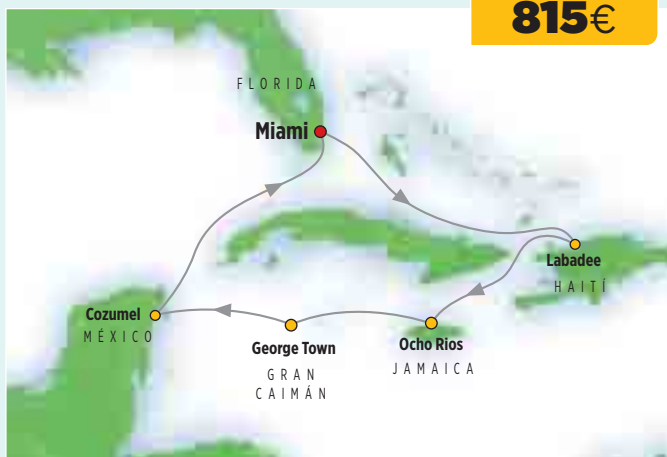 815€
FLORIDA
Miami
Labadee
HAITÍ
Cozumel
MÉXICO
George Town
GRAN
CAIMÁN
Ocho Rios
JAMAICA